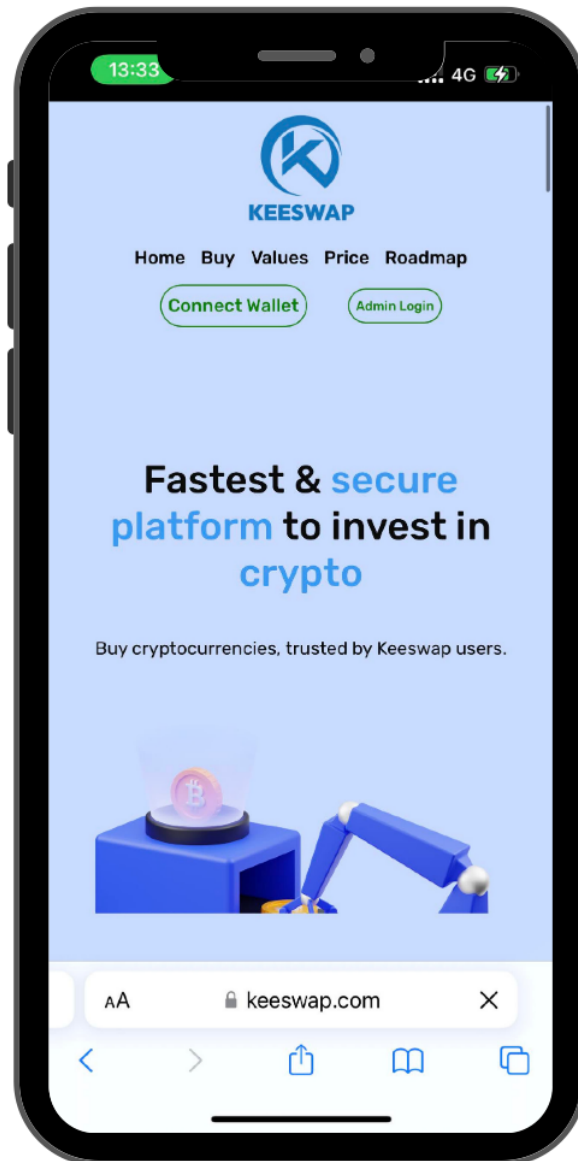 13:33
4G
KEESWAP
Home Buy Values Price Roadmap
Connect Wallet Admin Login
Fastest & secure
platform to invest in
crypto
Buy cryptocurrencies, trusted by Keeswap users.
AA keeswap.com